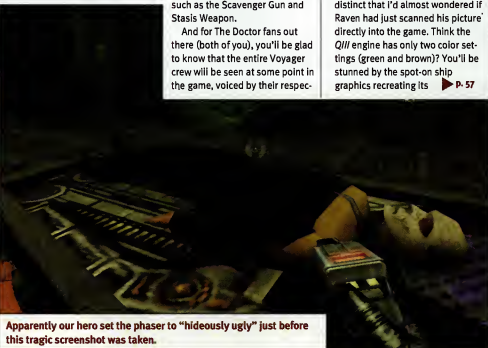 such as the Scavenger Gun and
Stasis Weapon.
And for The Doctor fans out
there (both of you), you'll be glad
to know that the entire Voyager
crew will be seen at some point in
the game, voiced by their respec-
distinct that i'd almost wondered if
Raven had just scanned his picture
directly into the game. Think the
QIII engine has only two color set-
tings (green and brown)? You'll be
stunned by the spot-on ship
graphics recreating its p. 57
Apparently our hero set the phaser to "hideously ugly" just before
this tragic screenshot was taken.